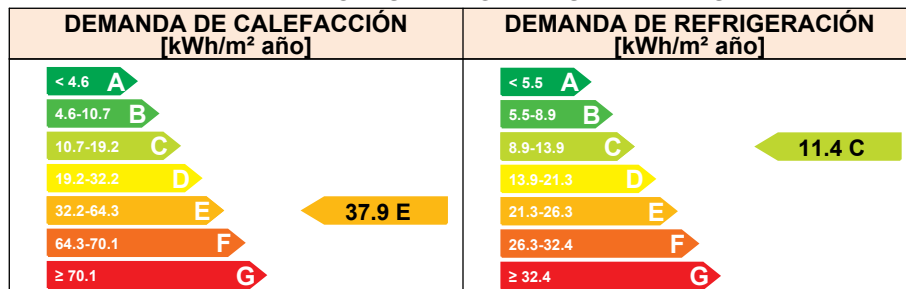 DEMANDA DE CALEFACCIÓN
[kWh/m² año]
< 4.6 A
4.6-10.7 B
10.7-19.2 C
19.2-32.2 D
32.2-64.3 E
37.9 E
64.3-70.1 F
≥ 70.1 G
DEMANDA DE REFRIGERACIÓN
[kWh/m² año]
< 5.5 A
5.5-8.9 B
8.9-13.9 C
11.4 C
13.9-21.3 D
21.3-26.3 E
26.3-32.4 F
≥ 32.4 G